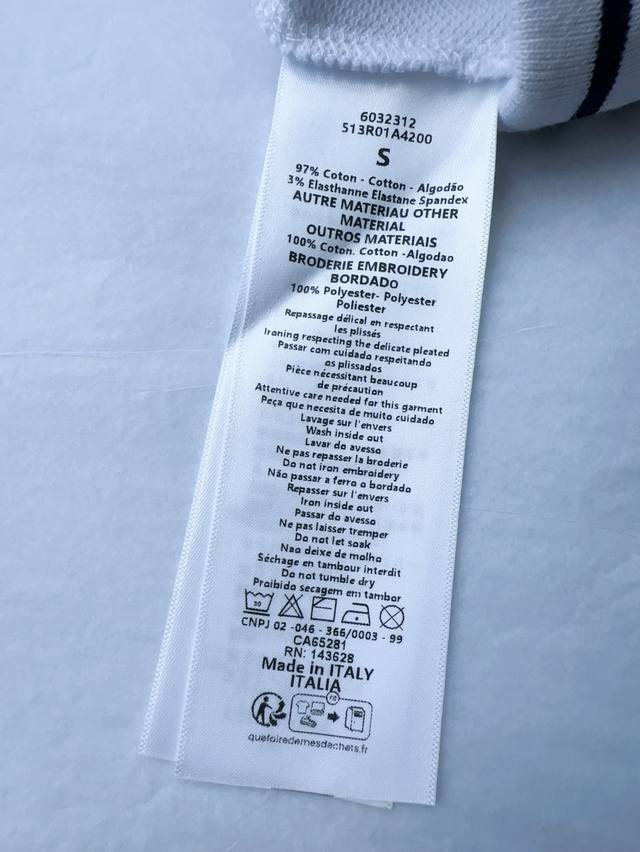 6032312
513R01A4200
S
97% Coton - Cotton - Algodão
3% Elasthanne Elastane Spandex
AUTRE MATERIAU OTHER
MATERIAL
OUTROS MATERIAIS
100% Coton. Cotton -Algodao
BRODERIE EMBROIDERY
BORDADO
100% Polyester- Polyester
Poliester
Repassage délical en respectant
les plissés
Ironing respecting the delicate pleated
Passar com cuidado respeitando
os plissados
Pièce nécessitant beaucoup
de précaution
Attentive care needed for this garment
Peça que necesita de muito cuidado
Lavage sur l'envers
Wash inside out
Lavar do avesso
Ne pas repasser la broderie
Do not iron embroidery
Não passar a ferro o bordado
Repasser sur l'envers
Iron inside out
Passar do avesso
Ne pas laisser tremper
Do not let soak
Nao deixe de molho
Séchage en tambour interdit
Do not tumble dry
Proibido secagem em tambor
30
CNPJ 02 -046 - 366/0003 - 99
CA65281
RN: 143628
Made in ITALY
ITALIA
FR
quefairedemesdechets.fr